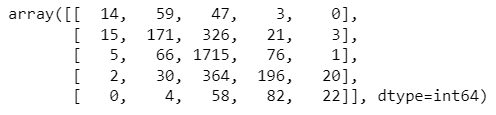 array([[  14,   59,   47,    3,    0],
       [  15,  171,  326,   21,    3],
       [   5,   66, 1715,   76,    1],
       [   2,   30,  364,  196,   20],
       [   0,    4,   58,   82,   22]], dtype=int64)